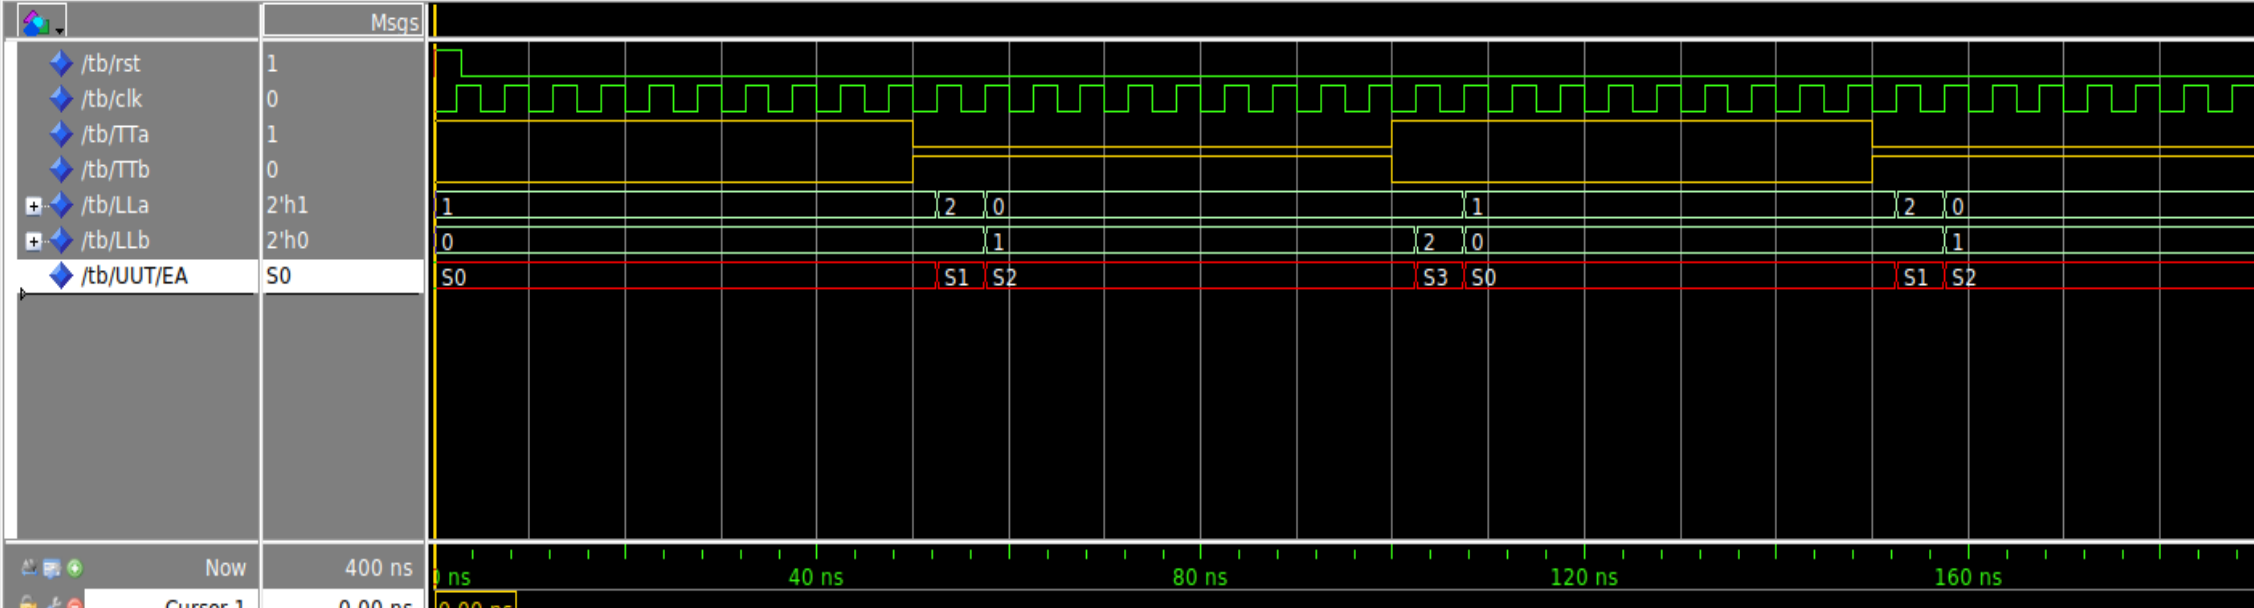 Msgs
/tb/rst 1
/tb/clk 0
/tb/TTa 1
/tb/TTb 0
/tb/LLa 2'h1 1 2 0 1 2 0
/tb/LLb 2'h0 0 1 2 0 1
/tb/UUT/EA S0 S0 S1 S2 S3 S0 S1 S2
Now 400 ns 0 ns 40 ns 80 ns 120 ns 160 ns
Cursor 1 0.00 ns 0.00 ns